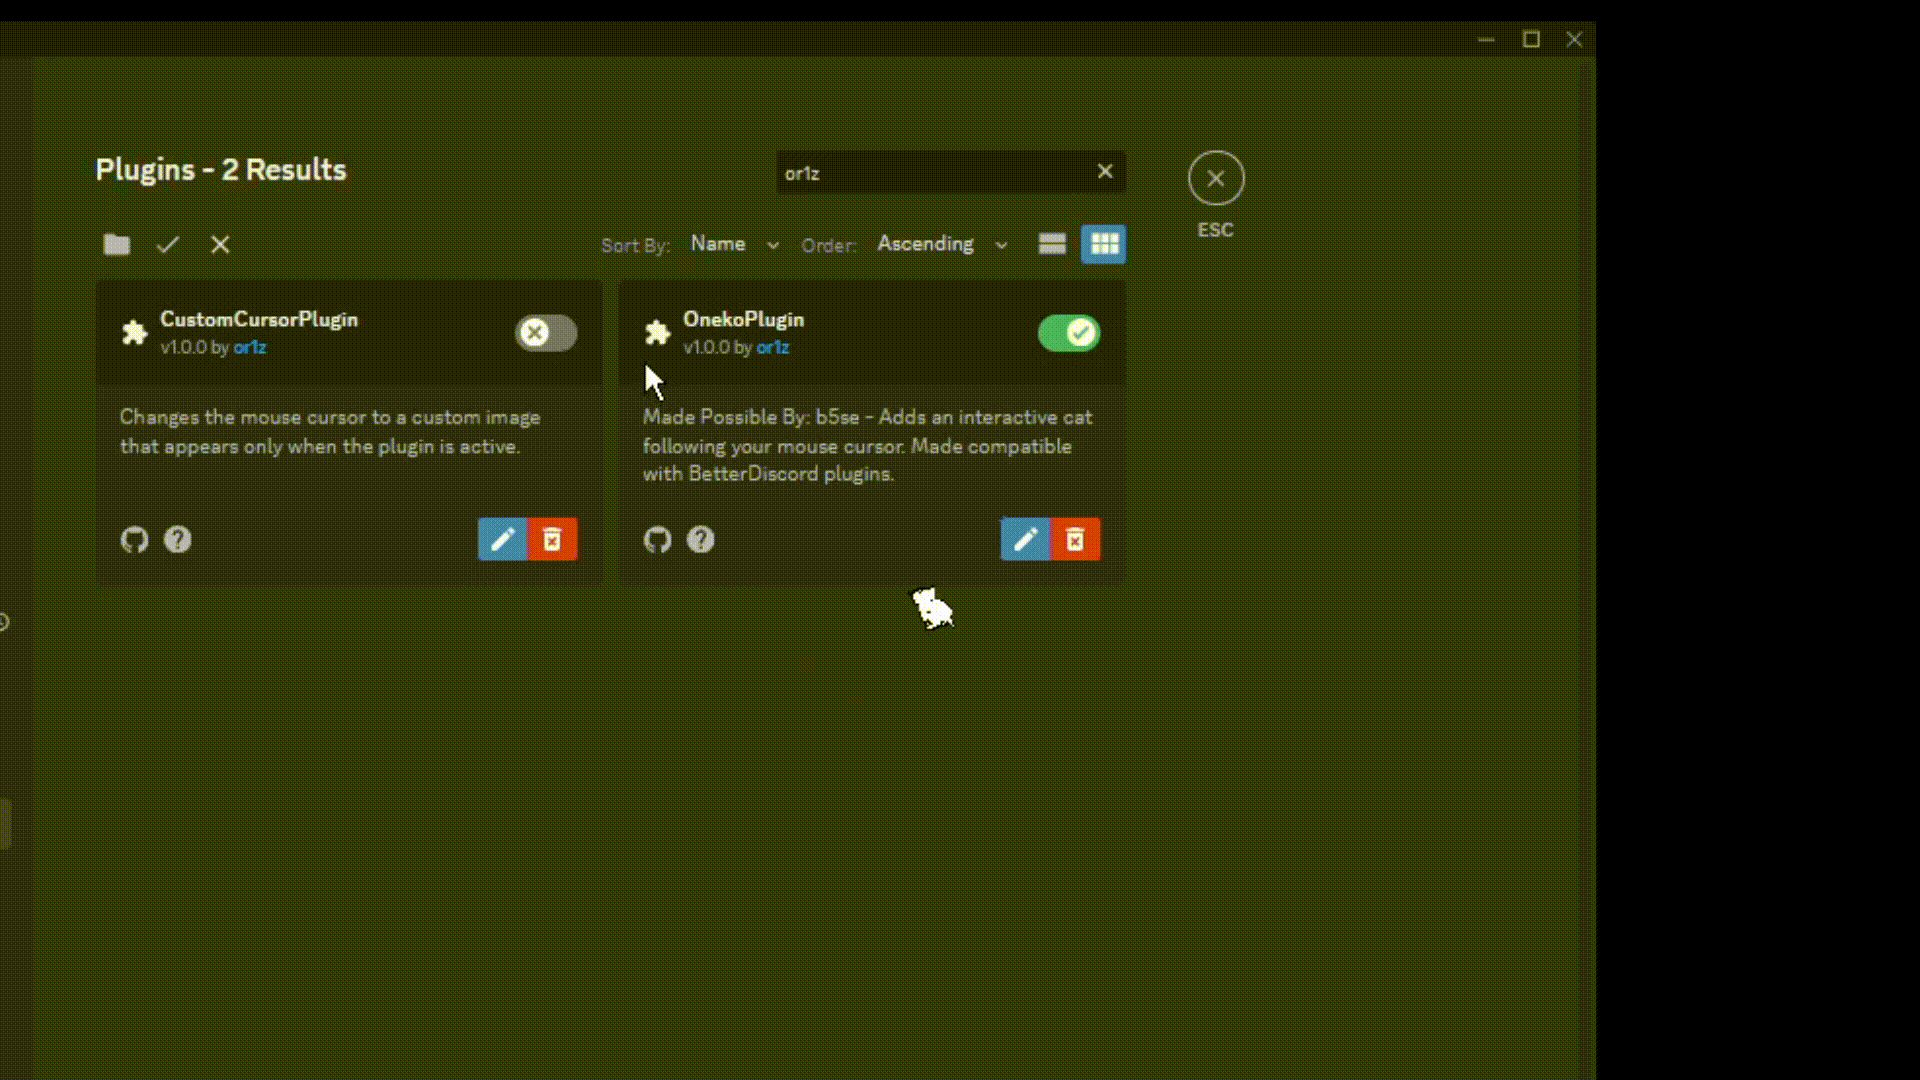 Plugins - 2 Results
or1z
ESC
Sort By: Name Order: Ascending
CustomCursorPlugin
v1.0.0 by or1z
Changes the mouse cursor to a custom image
that appears only when the plugin is active.
OnekoPlugin
v1.0.0 by or1z
Made Possible By: b5se - Adds an interactive cat
following your mouse cursor. Made compatible
with BetterDiscord plugins.